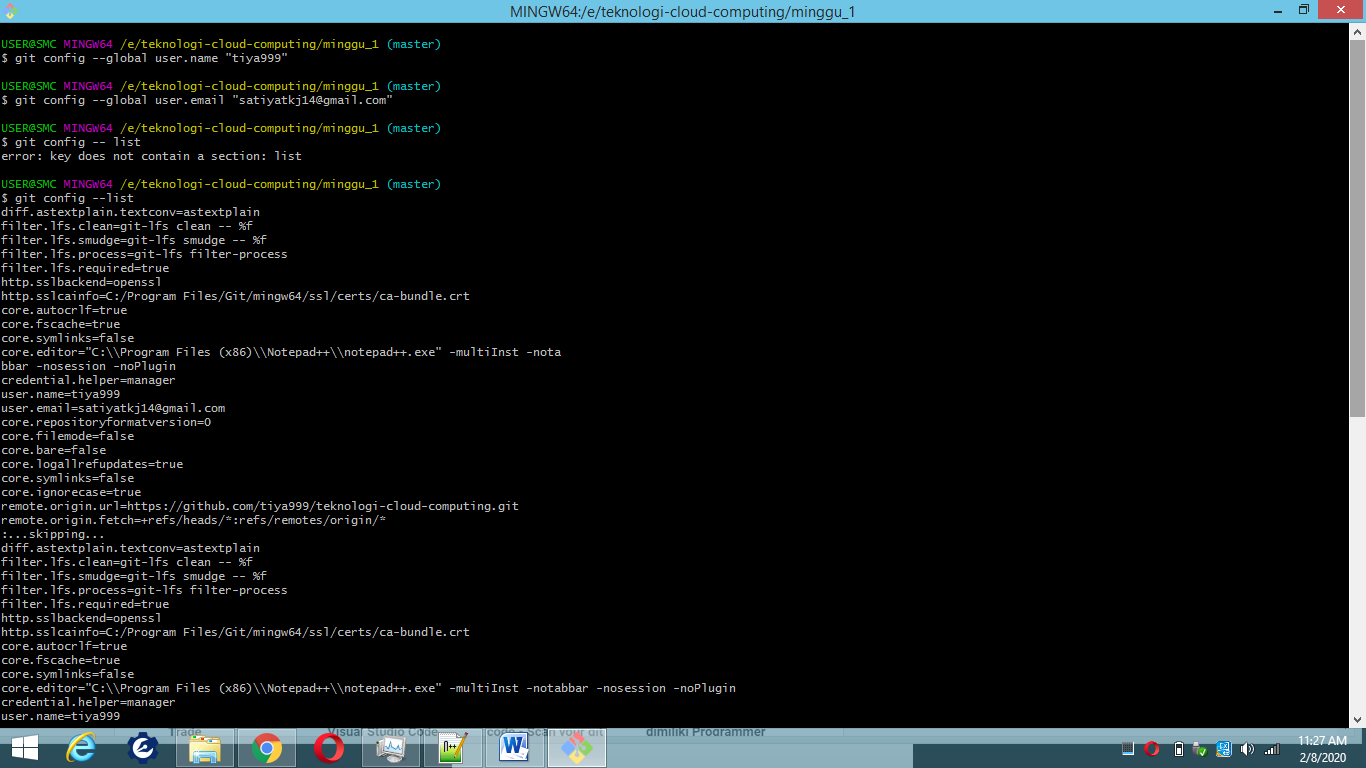 MINGW64:/e/teknologi-cloud-computing/minggu_1
USER@SMC MINGW64 /e/teknologi-cloud-computing/minggu_1 (master)
$ git config --global user.name "tiya999"
USER@SMC MINGW64 /e/teknologi-cloud-computing/minggu_1 (master)
$ git config --global user.email "satiyatkj14@gmail.com"
USER@SMC MINGW64 /e/teknologi-cloud-computing/minggu_1 (master)
$ git config -- list
error: key does not contain a section: list
USER@SMC MINGW64 /e/teknologi-cloud-computing/minggu_1 (master)
$ git config --list
diff.astextplain.textconv=astextplain
filter.lfs.clean=git-lfs clean -- %f
filter.lfs.smudge=git-lfs smudge -- %f
filter.lfs.process=git-lfs filter-process
filter.lfs.required=true
http.sslbackend=openssl
http.sslcainfo=C:/Program Files/Git/mingw64/ssl/certs/ca-bundle.crt
core.autocrlf=true
core.fscache=true
core.symlinks=false
core.editor="C:\\Program Files (x86)\\Notepad++\\notepad++.exe" -multiInst -nota
bbar -nosession -noPlugin
credential.helper=manager
user.name=tiya999
user.email=satiyatkj14@gmail.com
core.repositoryformatversion=0
core.filemode=false
core.bare=false
core.logallrefupdates=true
core.symlinks=false
core.ignorecase=true
remote.origin.url=https://github.com/tiya999/teknologi-cloud-computing.git
remote.origin.fetch=+refs/heads/*:refs/remotes/origin/*
:...skipping...
diff.astextplain.textconv=astextplain
filter.lfs.clean=git-lfs clean -- %f
filter.lfs.smudge=git-lfs smudge -- %f
filter.lfs.process=git-lfs filter-process
filter.lfs.required=true
http.sslbackend=openssl
http.sslcainfo=C:/Program Files/Git/mingw64/ssl/certs/ca-bundle.crt
core.autocrlf=true
core.fscache=true
core.symlinks=false
core.editor="C:\\Program Files (x86)\\Notepad++\\notepad++.exe" -multiInst -notabbar -nosession -noPlugin
credential.helper=manager
user.name=tiya999
Trade Visual Studio Code code : Scan your git dimiliki Programmer
11:27 AM
2/8/2020